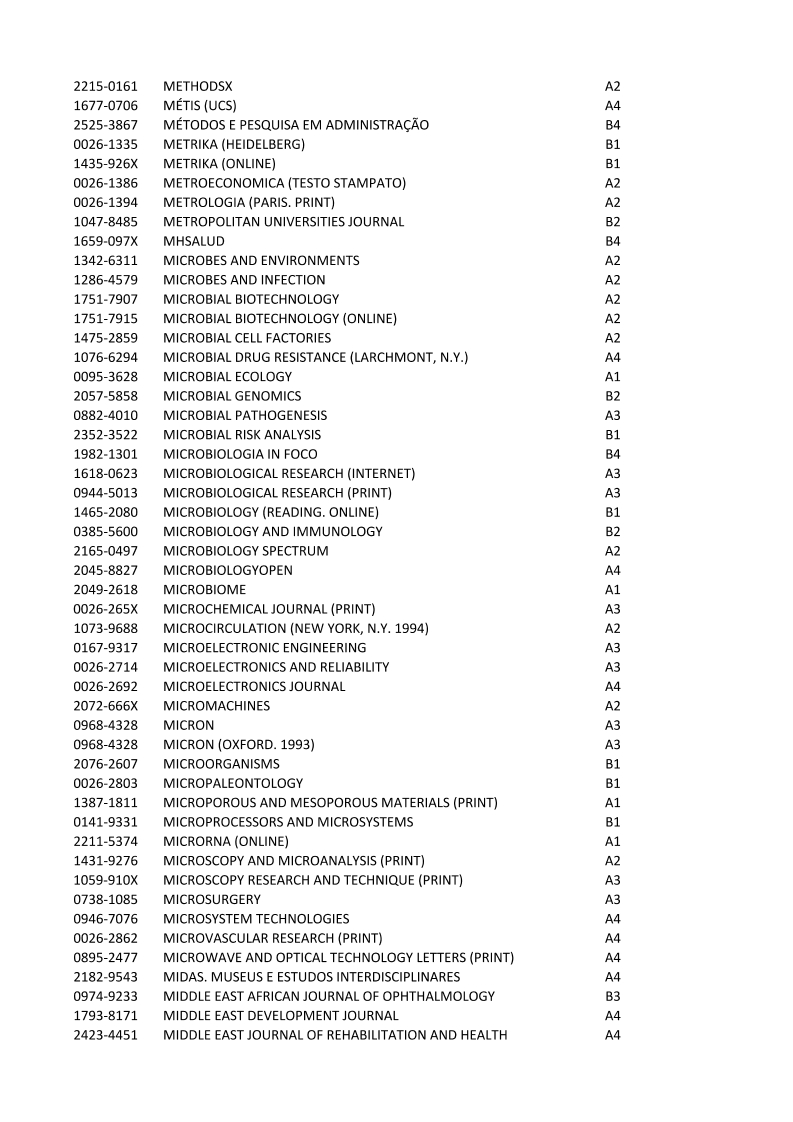 2215-0161 METHODSX A2
1677-0706 MÉTIS (UCS) A4
2525-3867 MÉTODOS E PESQUISA EM ADMINISTRAÇÃO B4
0026-1335 METRIKA (HEIDELBERG) B1
1435-926X METRIKA (ONLINE) B1
0026-1386 METROECONOMICA (TESTO STAMPATO) A2
0026-1394 METROLOGIA (PARIS. PRINT) A2
1047-8485 METROPOLITAN UNIVERSITIES JOURNAL B2
1659-097X MHSALUD B4
1342-6311 MICROBES AND ENVIRONMENTS A2
1286-4579 MICROBES AND INFECTION A2
1751-7907 MICROBIAL BIOTECHNOLOGY A2
1751-7915 MICROBIAL BIOTECHNOLOGY (ONLINE) A2
1475-2859 MICROBIAL CELL FACTORIES A2
1076-6294 MICROBIAL DRUG RESISTANCE (LARCHMONT, N.Y.) A4
0095-3628 MICROBIAL ECOLOGY A1
2057-5858 MICROBIAL GENOMICS B2
0882-4010 MICROBIAL PATHOGENESIS A3
2352-3522 MICROBIAL RISK ANALYSIS B1
1982-1301 MICROBIOLOGIA IN FOCO B4
1618-0623 MICROBIOLOGICAL RESEARCH (INTERNET) A3
0944-5013 MICROBIOLOGICAL RESEARCH (PRINT) A3
1465-2080 MICROBIOLOGY (READING. ONLINE) B1
0385-5600 MICROBIOLOGY AND IMMUNOLOGY B2
2165-0497 MICROBIOLOGY SPECTRUM A2
2045-8827 MICROBIOLOGYOPEN A4
2049-2618 MICROBIOME A1
0026-265X MICROCHEMICAL JOURNAL (PRINT) A3
1073-9688 MICROCIRCULATION (NEW YORK, N.Y. 1994) A2
0167-9317 MICROELECTRONIC ENGINEERING A3
0026-2714 MICROELECTRONICS AND RELIABILITY A3
0026-2692 MICROELECTRONICS JOURNAL A4
2072-666X MICROMACHINES A2
0968-4328 MICRON A3
0968-4328 MICRON (OXFORD. 1993) A3
2076-2607 MICROORGANISMS B1
0026-2803 MICROPALEONTOLOGY B1
1387-1811 MICROPOROUS AND MESOPOROUS MATERIALS (PRINT) A1
0141-9331 MICROPROCESSORS AND MICROSYSTEMS B1
2211-5374 MICRORNA (ONLINE) A1
1431-9276 MICROSCOPY AND MICROANALYSIS (PRINT) A2
1059-910X MICROSCOPY RESEARCH AND TECHNIQUE (PRINT) A3
0738-1085 MICROSURGERY A3
0946-7076 MICROSYSTEM TECHNOLOGIES A4
0026-2862 MICROVASCULAR RESEARCH (PRINT) A4
0895-2477 MICROWAVE AND OPTICAL TECHNOLOGY LETTERS (PRINT) A4
2182-9543 MIDAS. MUSEUS E ESTUDOS INTERDISCIPLINARES A4
0974-9233 MIDDLE EAST AFRICAN JOURNAL OF OPHTHALMOLOGY B3
1793-8171 MIDDLE EAST DEVELOPMENT JOURNAL A4
2423-4451 MIDDLE EAST JOURNAL OF REHABILITATION AND HEALTH A4